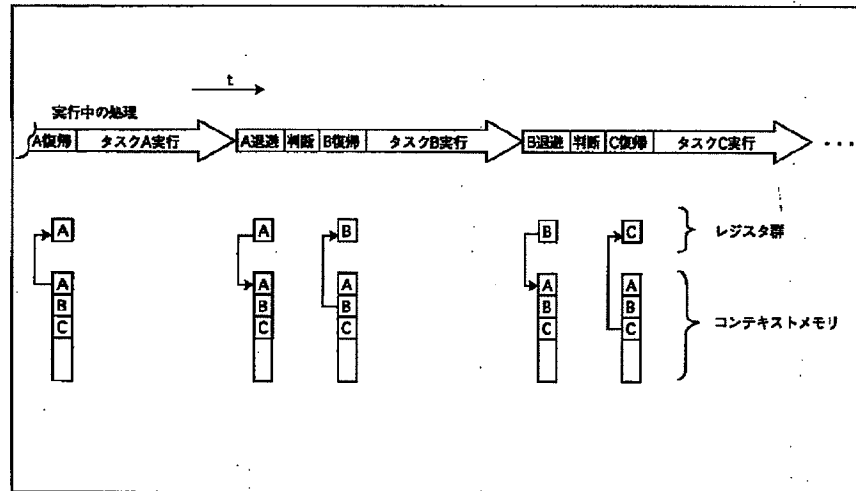 t
実行中の処理
A復帰 タスクA実行 A退避 判断 B復帰 タスクB実行 B退避 判断 C復帰 タスクC実行 ・・・
A A B B C レジスタ群
A A A A A
B B B B B
C C C C C コンテキストメモリ